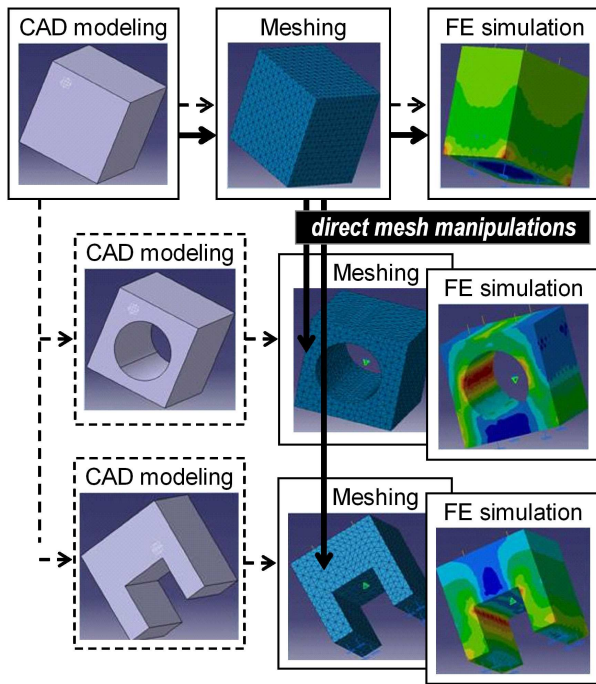 CAD modeling
Meshing
FE simulation
direct mesh manipulations
CAD modeling
Meshing
FE simulation
CAD modeling
Meshing
FE simulation